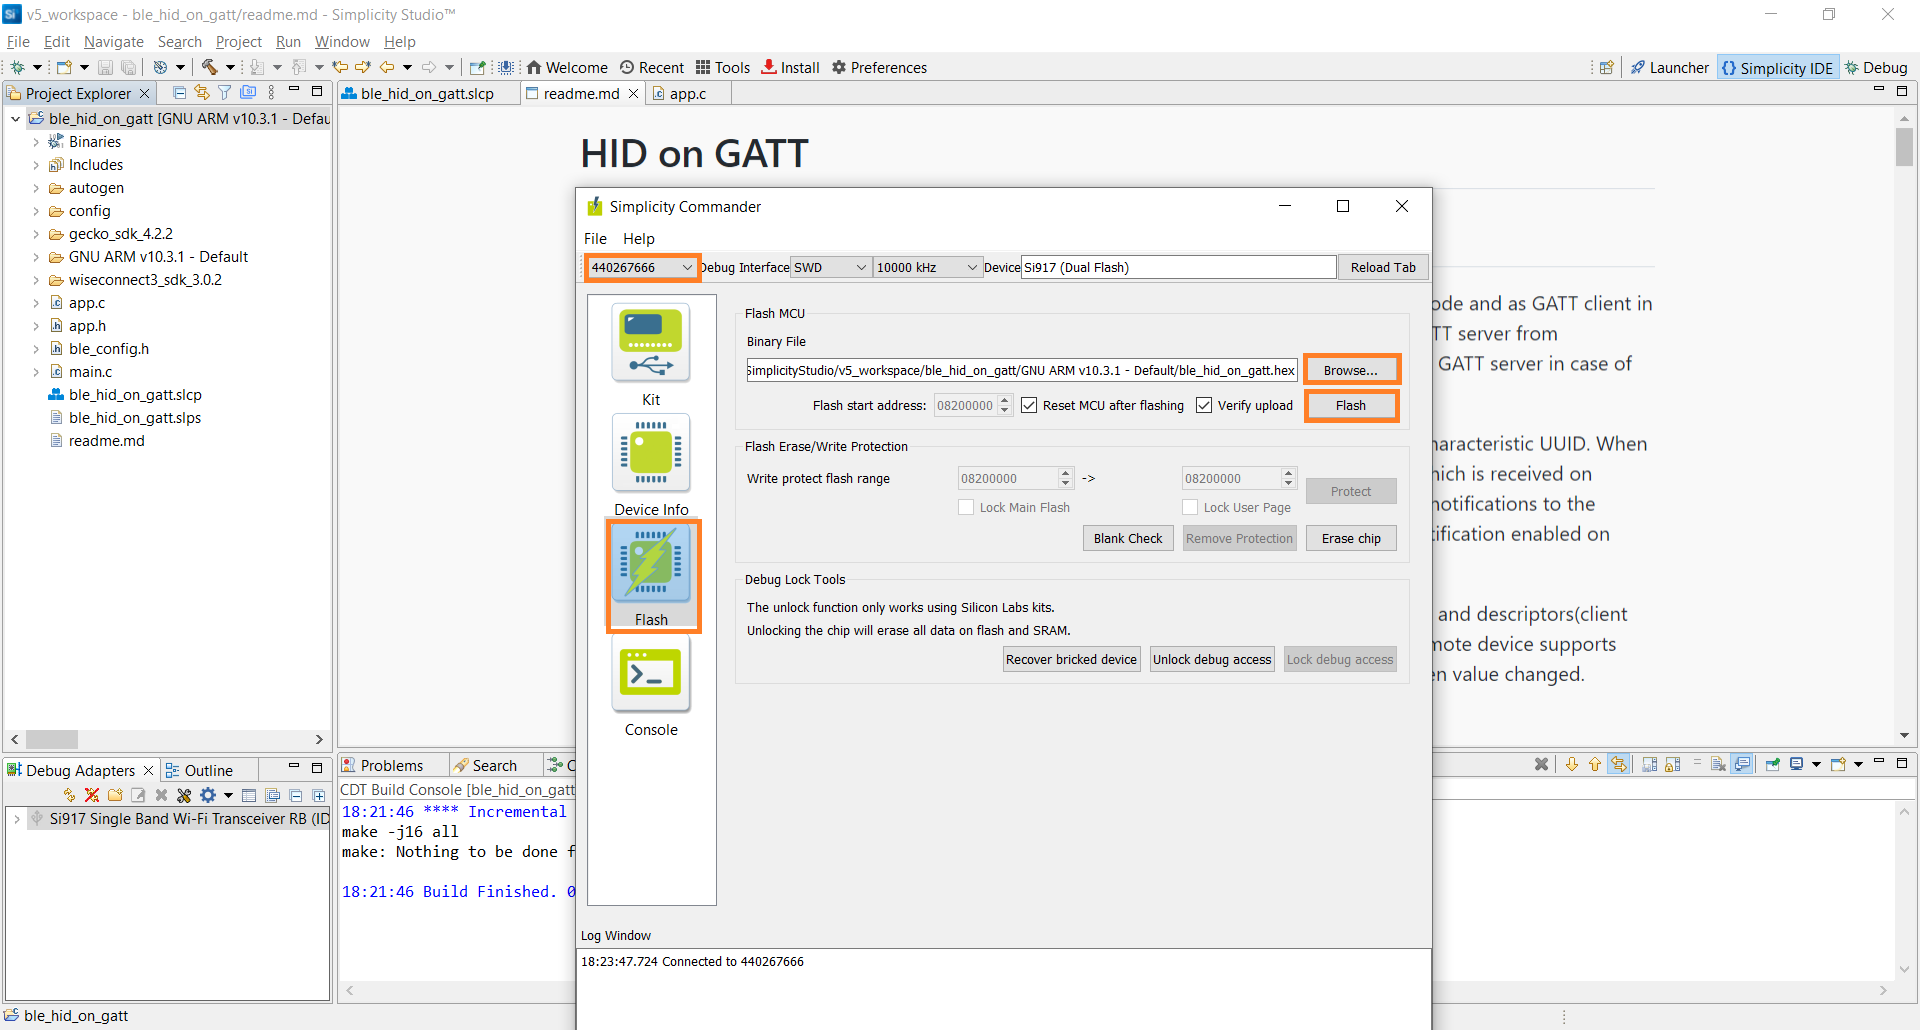 v5_workspace - ble_hid_on_gatt/readme.md - Simplicity Studio™
File Edit Navigate Search Project Run Window Help
Welcome Recent Tools Install Preferences
Launcher {} Simplicity IDE Debug
Project Explorer
ble_hid_on_gatt [GNU ARM v10.3.1 - Defau
Binaries
Includes
autogen
config
gecko_sdk_4.2.2
GNU ARM v10.3.1 - Default
wiseconnect3_sdk_3.0.2
app.c
app.h
ble_config.h
main.c
ble_hid_on_gatt.slcp
ble_hid_on_gatt.slps
readme.md
ble_hid_on_gatt.slcp readme.md app.c
HID on GATT
ode and as GATT client in
TT server from
GATT server in case of
haracteristic UUID. When
hich is received on
notifications to the
ification enabled on
and descriptors(client
mote device supports
en value changed.
Simplicity Commander
File Help
440267666 Debug Interface SWD 10000 kHz Device Si917 (Dual Flash) Reload Tab
Kit
Device Info
Flash
Console
Flash MCU
Binary File
SimplicityStudio/v5_workspace/ble_hid_on_gatt/GNU ARM v10.3.1 - Default/ble_hid_on_gatt.hex Browse...
Flash start address: 08200000 Reset MCU after flashing Verify upload Flash
Flash Erase/Write Protection
Write protect flash range 08200000 -> 08200000 Protect
Lock Main Flash Lock User Page
Blank Check Remove Protection Erase chip
Debug Lock Tools
The unlock function only works using Silicon Labs kits.
Unlocking the chip will erase all data on flash and SRAM.
Recover bricked device Unlock debug access Lock debug access
Log Window
18:23:47.724 Connected to 440267666
Debug Adapters Outline
Si917 Single Band Wi-Fi Transceiver RB (ID
Problems Search C
CDT Build Console [ble_hid_on_gatt
18:21:46 **** Incremental
make -j16 all
make: Nothing to be done f
18:21:46 Build Finished. 0
ble_hid_on_gatt